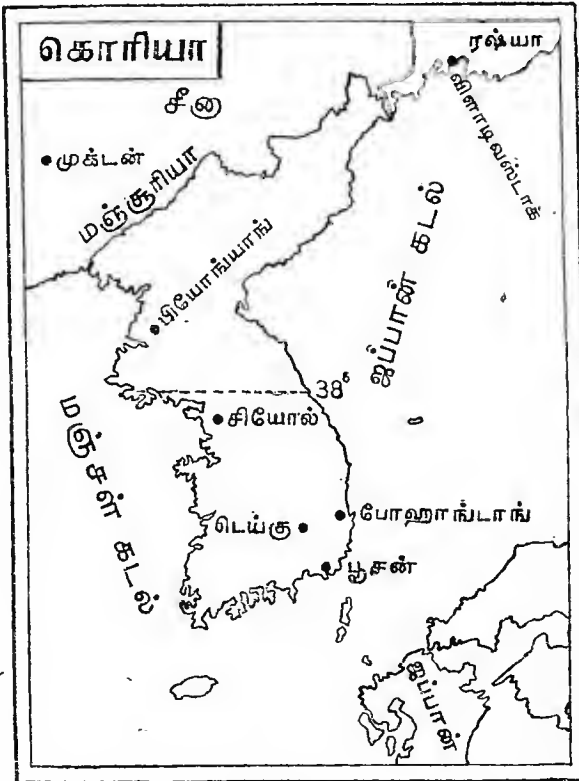 கொரியா
ரஷ்யா
சீன
விளாடிவஸ்டாக்
முக்டன்
மஞ்சூரியா
பியோங்யாங்
ஜப்பான் கடல்
38°
சியோல்
மஞ்சள் கடல்
டெய்கு
போஹாங்டாங்
பூசன்
ஜப்பான்